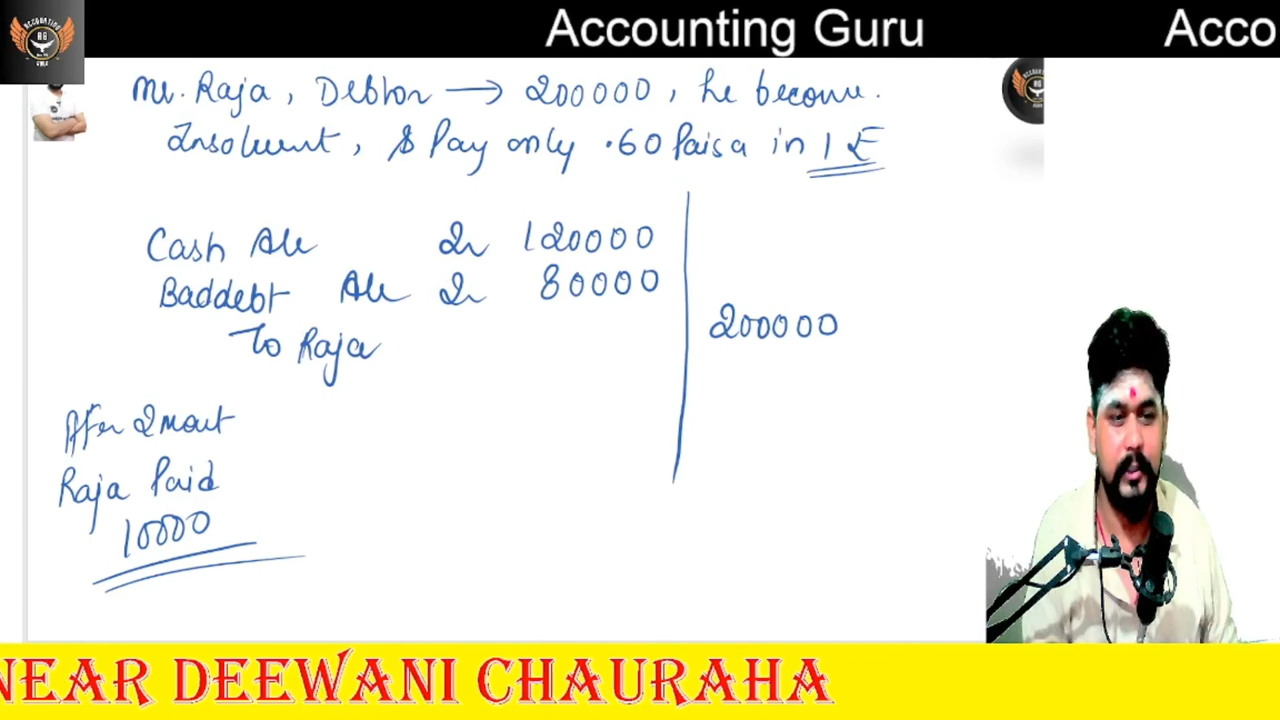 Accounting Guru
Acco
Mr. Raja, Debtor → 200000, he become.
Insolvent, & Pay only .60 Paisa in 1 ₹
Cash A/c Dr 120000
Baddebt A/c Dr 80000
To Raja 200000
After 2 mont
Raja Paid
10000
NEAR DEEWANI CHAURAHA